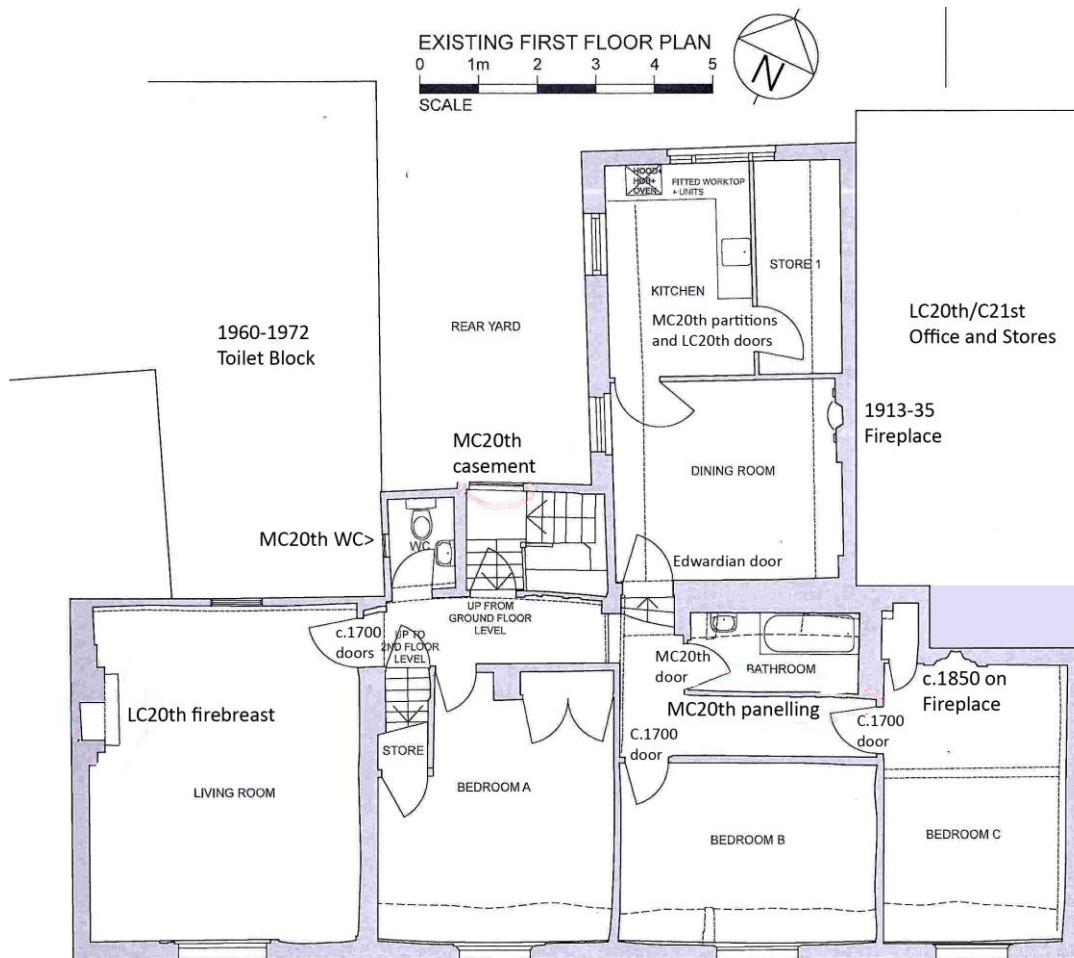 EXISTING FIRST FLOOR PLAN
0 1m 2 3 4 5
SCALE
N
HOOD+
HOB+
OVEN
FITTED WORKTOP
+ UNITS
STORE 1
KITCHEN
MC20th partitions
and LC20th doors
1960-1972
Toilet Block
REAR YARD
LC20th/C21st
Office and Stores
1913-35
Fireplace
MC20th
casement
DINING ROOM
MC20th WC>
WC
Edwardian door
UP FROM
GROUND FLOOR
LEVEL
c.1700
doors
UP TO
2ND FLOOR
LEVEL
MC20th
door
BATHROOM
c.1850 on
Fireplace
LC20th firebreast
MC20th panelling
C.1700
door
C.1700
door
STORE
LIVING ROOM
BEDROOM A
BEDROOM B
BEDROOM C